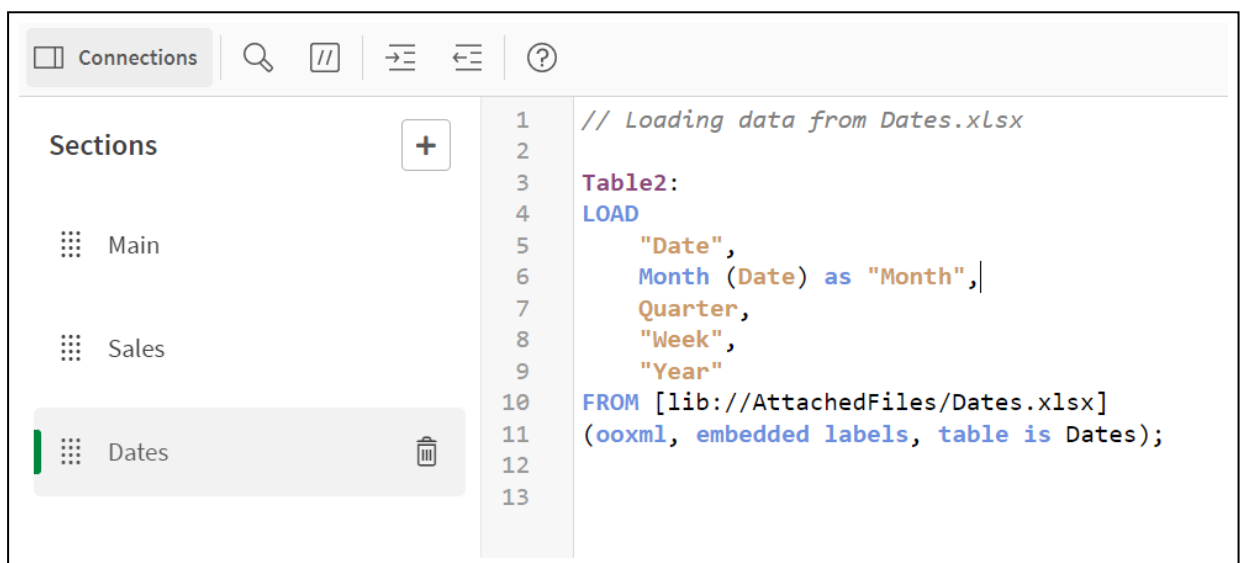 Connections
//
?
Sections
+
Main
Sales
Dates
1 // Loading data from Dates.xlsx
2
3 Table2:
4 LOAD
5 "Date",
6 Month (Date) as "Month",
7 Quarter,
8 "Week",
9 "Year"
10 FROM [lib://AttachedFiles/Dates.xlsx]
11 (ooxml, embedded labels, table is Dates);
12
13